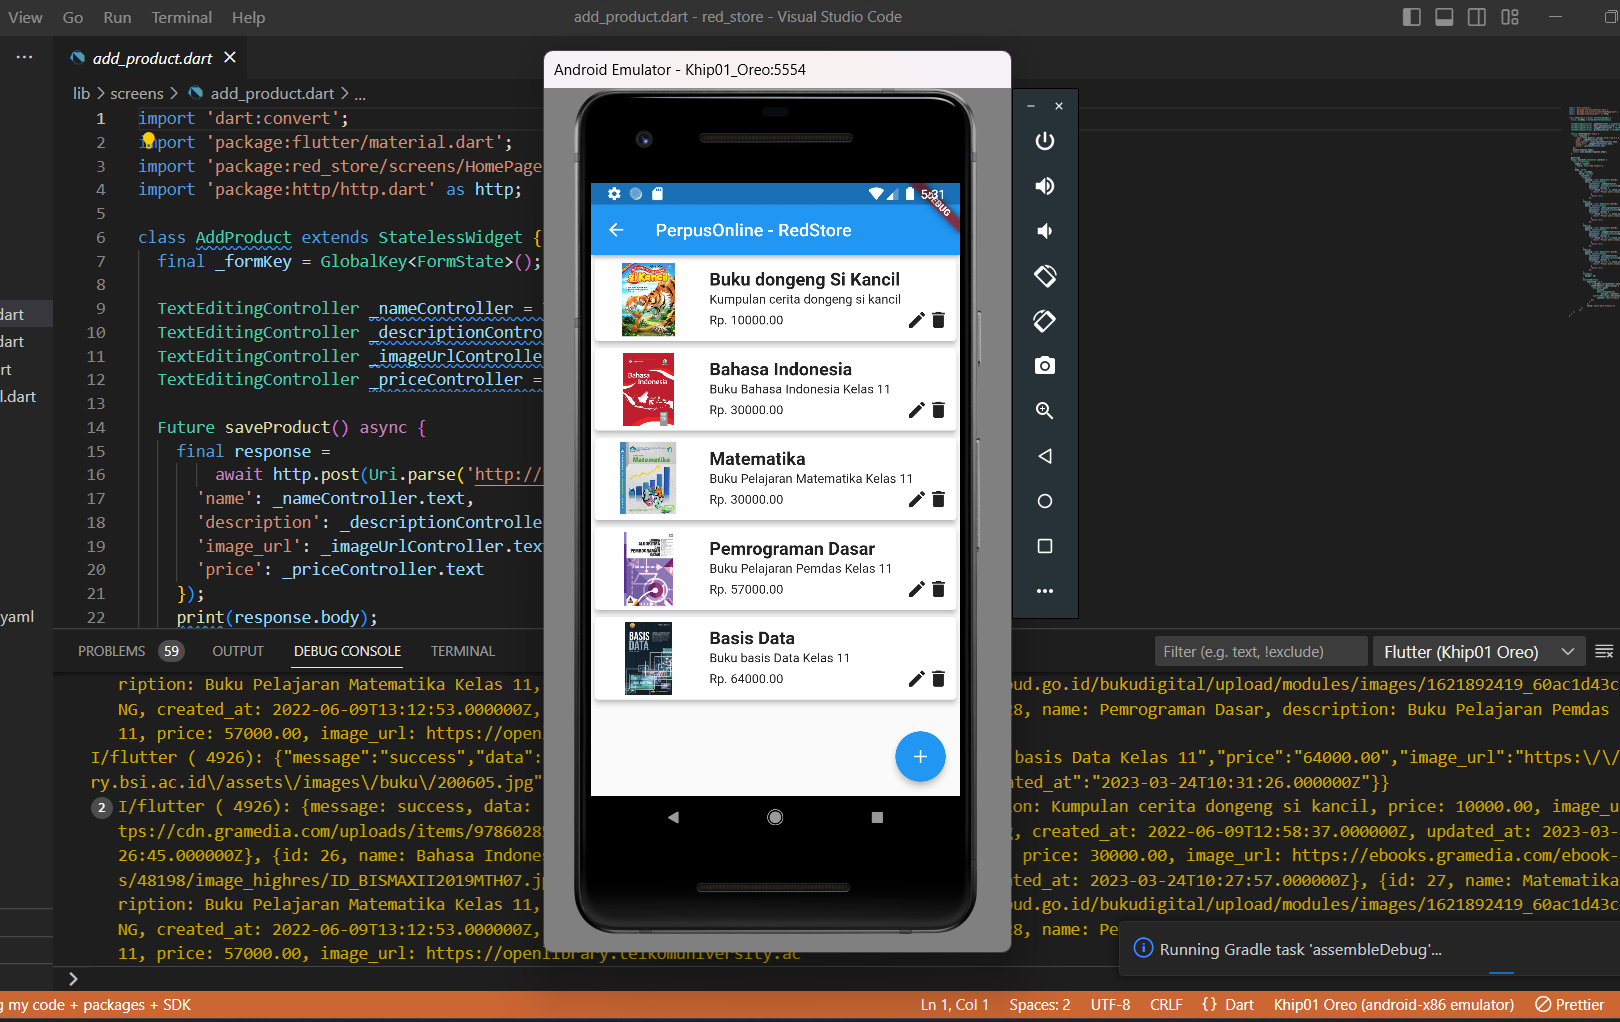 View Go Run Terminal Help
add_product.dart - red_store - Visual Studio Code
add_product.dart
lib > screens > add_product.dart > ...
1 import 'dart:convert';
2 import 'package:flutter/material.dart';
3 import 'package:red_store/screens/HomePage
4 import 'package:http/http.dart' as http;
5
6 class AddProduct extends StatelessWidget {
7 final _formKey = GlobalKey<FormState>();
8
9 TextEditingController _nameController =
10 TextEditingController _descriptionContro
11 TextEditingController _imageUrlControlle
12 TextEditingController _priceController =
13
14 Future saveProduct() async {
15 final response =
16 await http.post(Uri.parse('http://
17 'name': _nameController.text,
18 'description': _descriptionControlle
19 'image_url': _imageUrlController.tex
20 'price': _priceController.text
21 });
22 print(response.body);
dart
dart
rt
l.dart
yaml
Android Emulator - Khip01_Oreo:5554
5:31
DEBUG
PerpusOnline - RedStore
Buku dongeng Si Kancil
Kumpulan cerita dongeng si kancil
Rp. 10000.00
Bahasa Indonesia
Buku Bahasa Indonesia Kelas 11
Rp. 30000.00
Matematika
Buku Pelajaran Matematika Kelas 11
Rp. 30000.00
Pemrograman Dasar
Buku Pelajaran Pemdas Kelas 11
Rp. 57000.00
Basis Data
Buku basis Data Kelas 11
Rp. 64000.00
si Kancil
Bahasa Indonesia
Matematika
BASIS DATA
PROBLEMS 59 OUTPUT DEBUG CONSOLE TERMINAL
Filter (e.g. text, !exclude)
Flutter (Khip01 Oreo)
ription: Buku Pelajaran Matematika Kelas 11, oud.go.id/bukudigital/upload/modules/images/1621892419_60ac1d43c
NG, created_at: 2022-06-09T13:12:53.000000Z, 28, name: Pemrograman Dasar, description: Buku Pelajaran Pemdas
11, price: 57000.00, image_url: https://open
I/flutter ( 4926): {"message":"success","data": basis Data Kelas 11","price":"64000.00","image_url":"https:\/\/
ry.bsi.ac.id\/assets\/images\/buku\/200605.jpg" ted_at":"2023-03-24T10:31:26.000000Z"}}
2 I/flutter ( 4926): {message: success, data: on: Kumpulan cerita dongeng si kancil, price: 10000.00, image_u
tps://cdn.gramedia.com/uploads/items/97860285 , created_at: 2022-06-09T12:58:37.000000Z, updated_at: 2023-03-
26:45.000000Z}, {id: 26, name: Bahasa Indones price: 30000.00, image_url: https://ebooks.gramedia.com/ebook-
s/48198/image_highres/ID_BISMAXII2019MTH07.j ted_at: 2023-03-24T10:27:57.000000Z}, {id: 27, name: Matematika
ription: Buku Pelajaran Matematika Kelas 11, oud.go.id/bukudigital/upload/modules/images/1621892419_60ac1d43c
NG, created_at: 2022-06-09T13:12:53.000000Z, 28, name: Pe
11, price: 57000.00, image_url: https://openlibrary.telkomuniversity.ac
Running Gradle task 'assembleDebug'...
g my code + packages + SDK
Ln 1, Col 1 Spaces: 2 UTF-8 CRLF {} Dart Khip01 Oreo (android-x86 emulator) Prettier